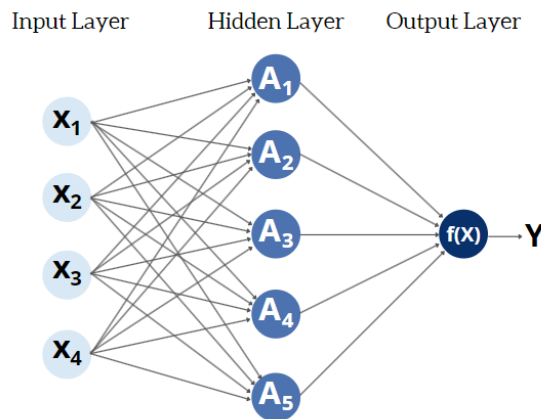 Input Layer Hidden Layer Output Layer
X₁
X₂
X₃
X₄
A₁
A₂
A₃
A₄
A₅
f(X)
Y